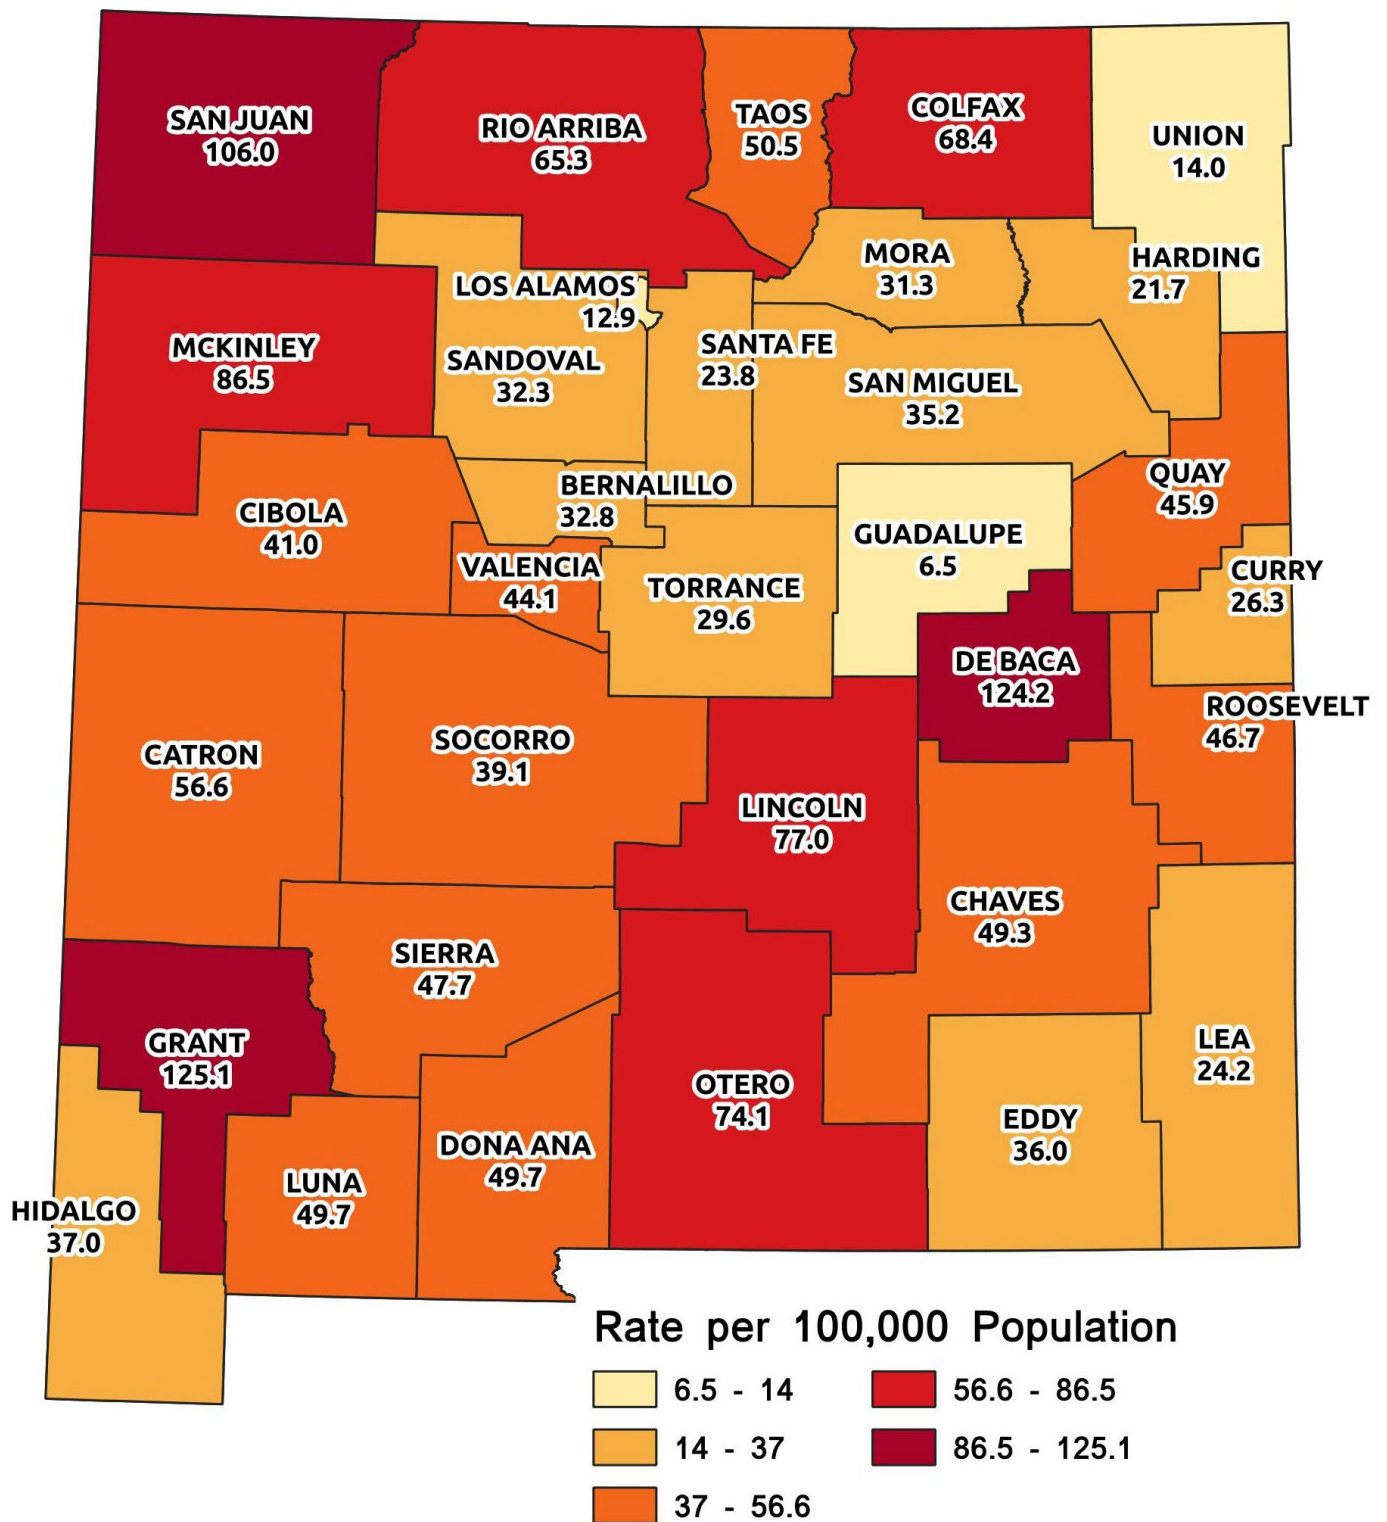 SAN JUAN
106.0
RIO ARRIBA
65.3
TAOS
50.5
COLFAX
68.4
UNION
14.0
MORA
31.3
HARDING
21.7
LOS ALAMOS
12.9
MCKINLEY
86.5
SANDOVAL
32.3
SANTA FE
23.8
SAN MIGUEL
35.2
QUAY
45.9
BERNALILLO
32.8
CIBOLA
41.0
GUADALUPE
6.5
VALENCIA
44.1
TORRANCE
29.6
CURRY
26.3
DE BACA
124.2
ROOSEVELT
46.7
CATRON
56.6
SOCORRO
39.1
LINCOLN
77.0
CHAVES
49.3
SIERRA
47.7
GRANT
125.1
LEA
24.2
OTERO
74.1
EDDY
36.0
DONA ANA
49.7
LUNA
49.7
HIDALGO
37.0
Rate per 100,000 Population
6.5 - 14
56.6 - 86.5
14 - 37
86.5 - 125.1
37 - 56.6